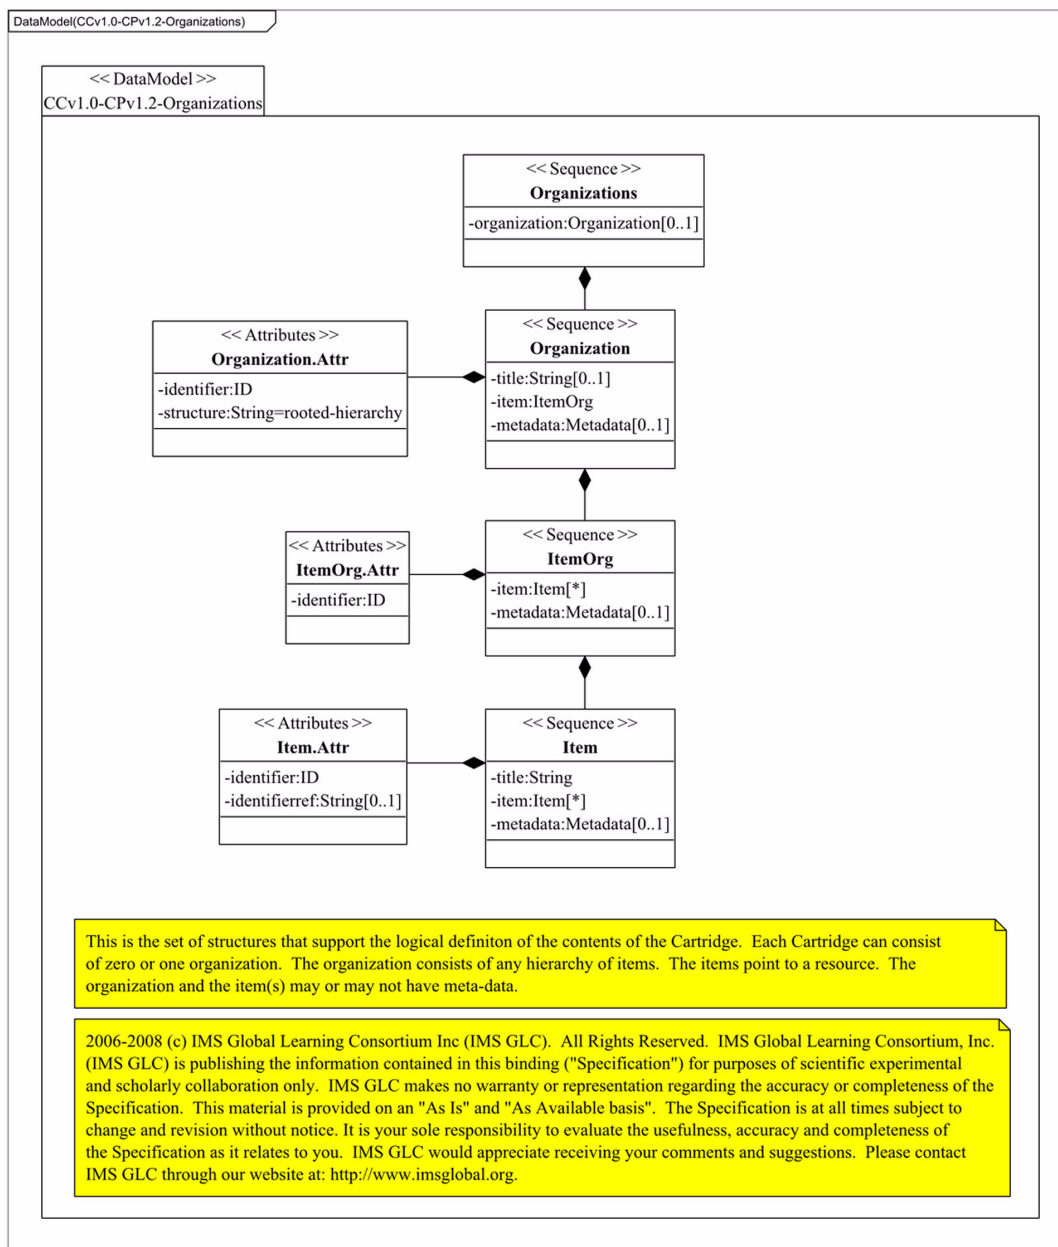 DataModel(CCv1.0-CPv1.2-Organizations)
<< DataModel >>
CCv1.0-CPv1.2-Organizations
<< Sequence >>
Organizations
-organization:Organization[0..1]
<< Attributes >>
Organization.Attr
-identifier:ID
-structure:String=rooted-hierarchy
<< Sequence >>
Organization
-title:String[0..1]
-item:ItemOrg
-metadata:Metadata[0..1]
<< Attributes >>
ItemOrg.Attr
-identifier:ID
<< Sequence >>
ItemOrg
-item:Item[*]
-metadata:Metadata[0..1]
<< Attributes >>
Item.Attr
-identifier:ID
-identifierref:String[0..1]
<< Sequence >>
Item
-title:String
-item:Item[*]
-metadata:Metadata[0..1]
This is the set of structures that support the logical definiton of the contents of the Cartridge.  Each Cartridge can consist
of zero or one organization.  The organization consists of any hierarchy of items.  The items point to a resource.  The
organization and the item(s) may or may not have meta-data.
2006-2008 (c) IMS Global Learning Consortium Inc (IMS GLC).  All Rights Reserved.  IMS Global Learning Consortium, Inc.
(IMS GLC) is publishing the information contained in this binding ("Specification") for purposes of scientific experimental
and scholarly collaboration only.  IMS GLC makes no warranty or representation regarding the accuracy or completeness of the
Specification.  This material is provided on an "As Is" and "As Available basis".  The Specification is at all times subject to
change and revision without notice. It is your sole responsibility to evaluate the usefulness, accuracy and completeness of
the Specification as it relates to you.  IMS GLC would appreciate receiving your comments and suggestions.  Please contact
IMS GLC through our website at: http://www.imsglobal.org.